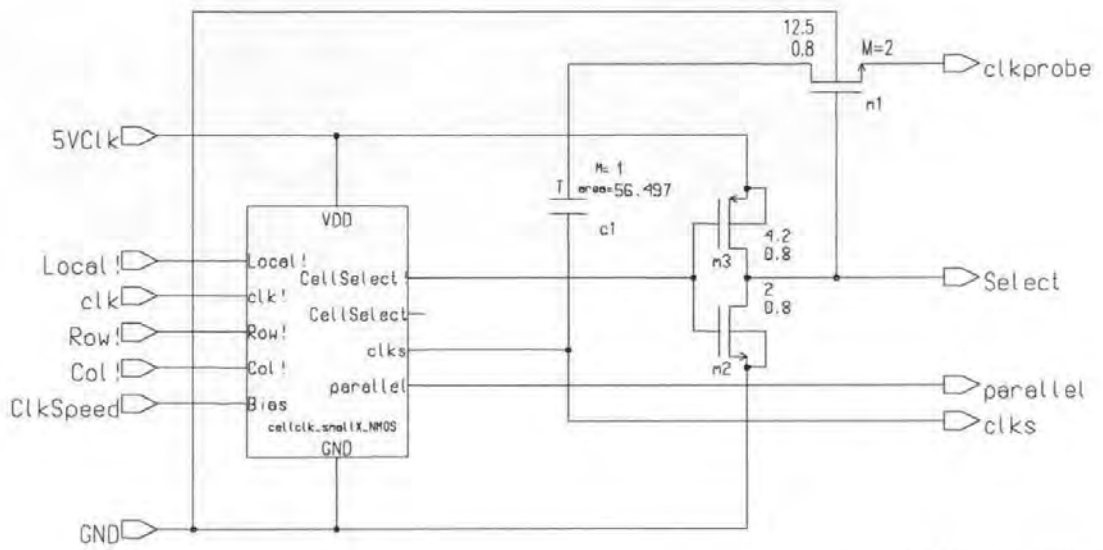 12.5
0.8
M=2
clkprobe
m1
5VClk
M= 1
T area=56.497
c1
VDD
4.2
0.8
m3
Local!
Local!
CellSelect!
clk
clk!
Select
2
0.8
CellSelect
Row!
Row!
clks
m2
Col!
Col!
parallel
parallel
ClkSpeed
Bias
clks
cellclk_smallX_NMOS
GND
GND